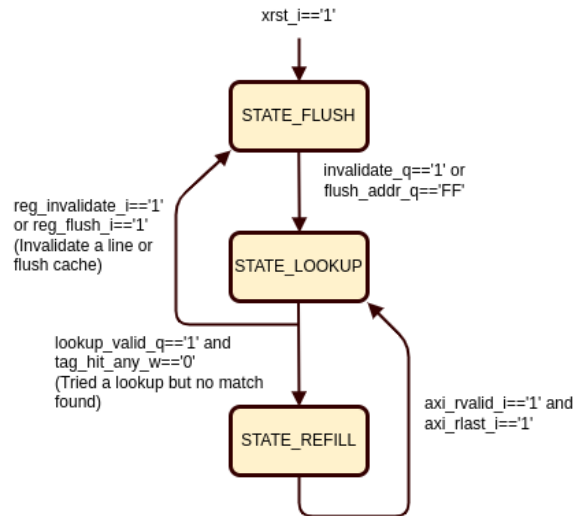 xrst_i=='1'
STATE_FLUSH
invalidate_q=='1' or
flush_addr_q=='FF'
reg_invalidate_i=='1'
or reg_flush_i=='1'
(Invalidate a line or
flush cache)
STATE_LOOKUP
lookup_valid_q=='1' and
tag_hit_any_w=='0'
(Tried a lookup but no match
found)
axi_rvalid_i=='1' and
axi_rlast_i=='1'
STATE_REFILL